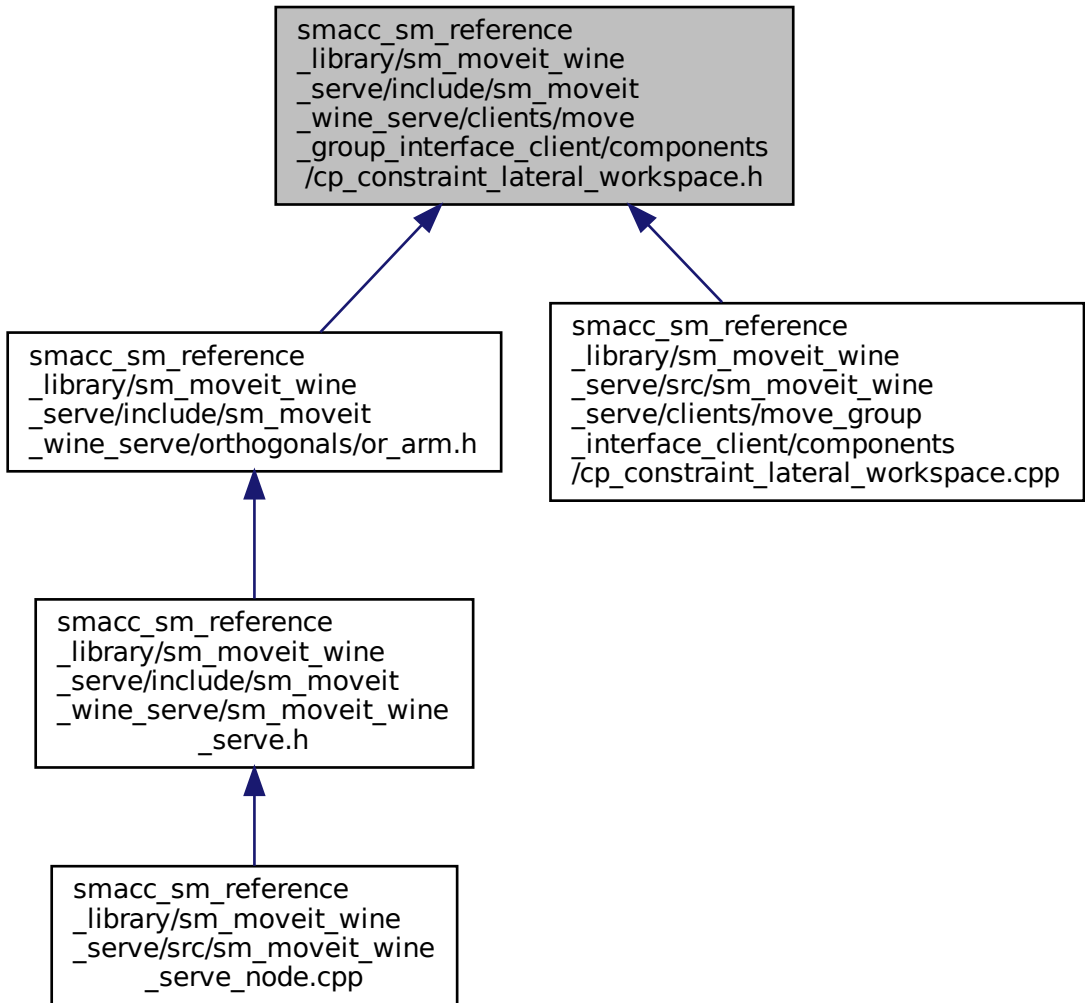 smacc_sm_reference
_library/sm_moveit_wine
_serve/include/sm_moveit
_wine_serve/clients/move
_group_interface_client/components
/cp_constraint_lateral_workspace.h
smacc_sm_reference
_library/sm_moveit_wine
_serve/include/sm_moveit
_wine_serve/orthogonals/or_arm.h
smacc_sm_reference
_library/sm_moveit_wine
_serve/src/sm_moveit_wine
_serve/clients/move_group
_interface_client/components
/cp_constraint_lateral_workspace.cpp
smacc_sm_reference
_library/sm_moveit_wine
_serve/include/sm_moveit
_wine_serve/sm_moveit_wine
_serve.h
smacc_sm_reference
_library/sm_moveit_wine
_serve/src/sm_moveit_wine
_serve_node.cpp